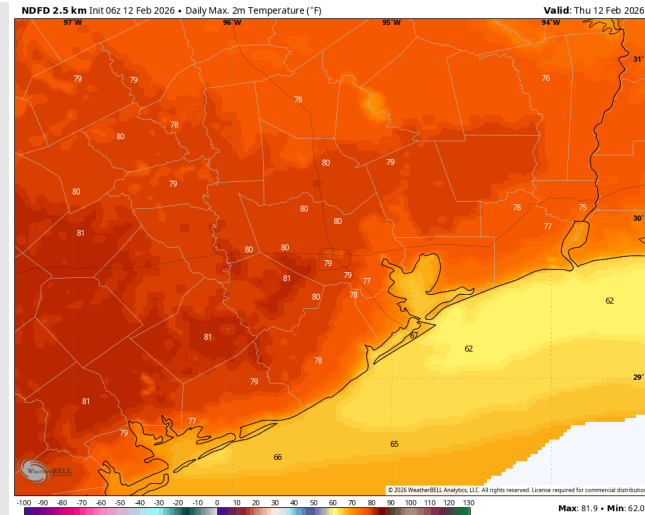 NDFD 2.5 km Init 06z 12 Feb 2026 • Daily Max. 2m Temperature (°F)
Valid: Thu 12 Feb 2026
97°W 96°W 95°W 94°W
31°
79 79 76
78
78
80
80 79
79
80
80 78 75
30°
80 77
81
80 80
79
79
81 77
80 78
62
81 67
62
78
29°
79
81
77
79
65
66
WeatherBELL
© 2026 WeatherBELL Analytics, LLC. All rights reserved. License required for commercial distributio
-100 -90 -80 -70 -60 -50 -40 -30 -20 -10 0 10 20 30 40 50 60 70 80 90 100 110 120 130
Max: 81.9 • Min: 62.0